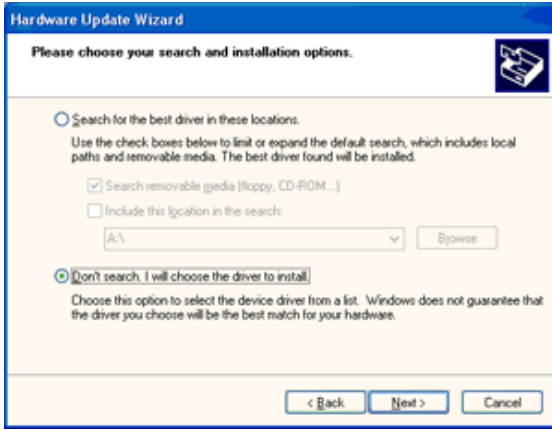 Hardware Update Wizard
Please choose your search and installation options.
Search for the best driver in these locations.
Use the check boxes below to limit or expand the default search, which includes local
paths and removable media. The best driver found will be installed.
Search removable media (floppy, CD-ROM...)
Include this location in the search:
A:\
Browse
Don't search. I will choose the driver to install.
Choose this option to select the device driver from a list. Windows does not guarantee that
the driver you choose will be the best match for your hardware.
< Back Next > Cancel